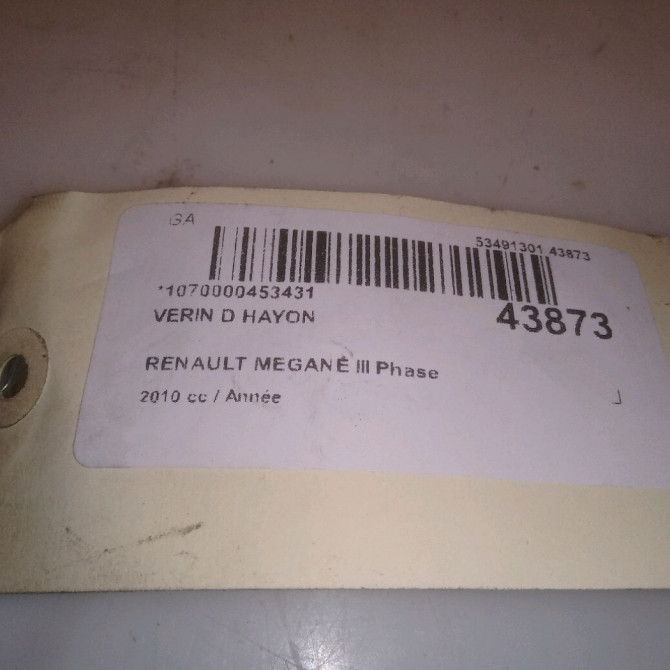 GA
53491301 43873
*1070000453431
43873
VERIN D HAYON
RENAULT MEGANE III Phase
2010 cc / Année